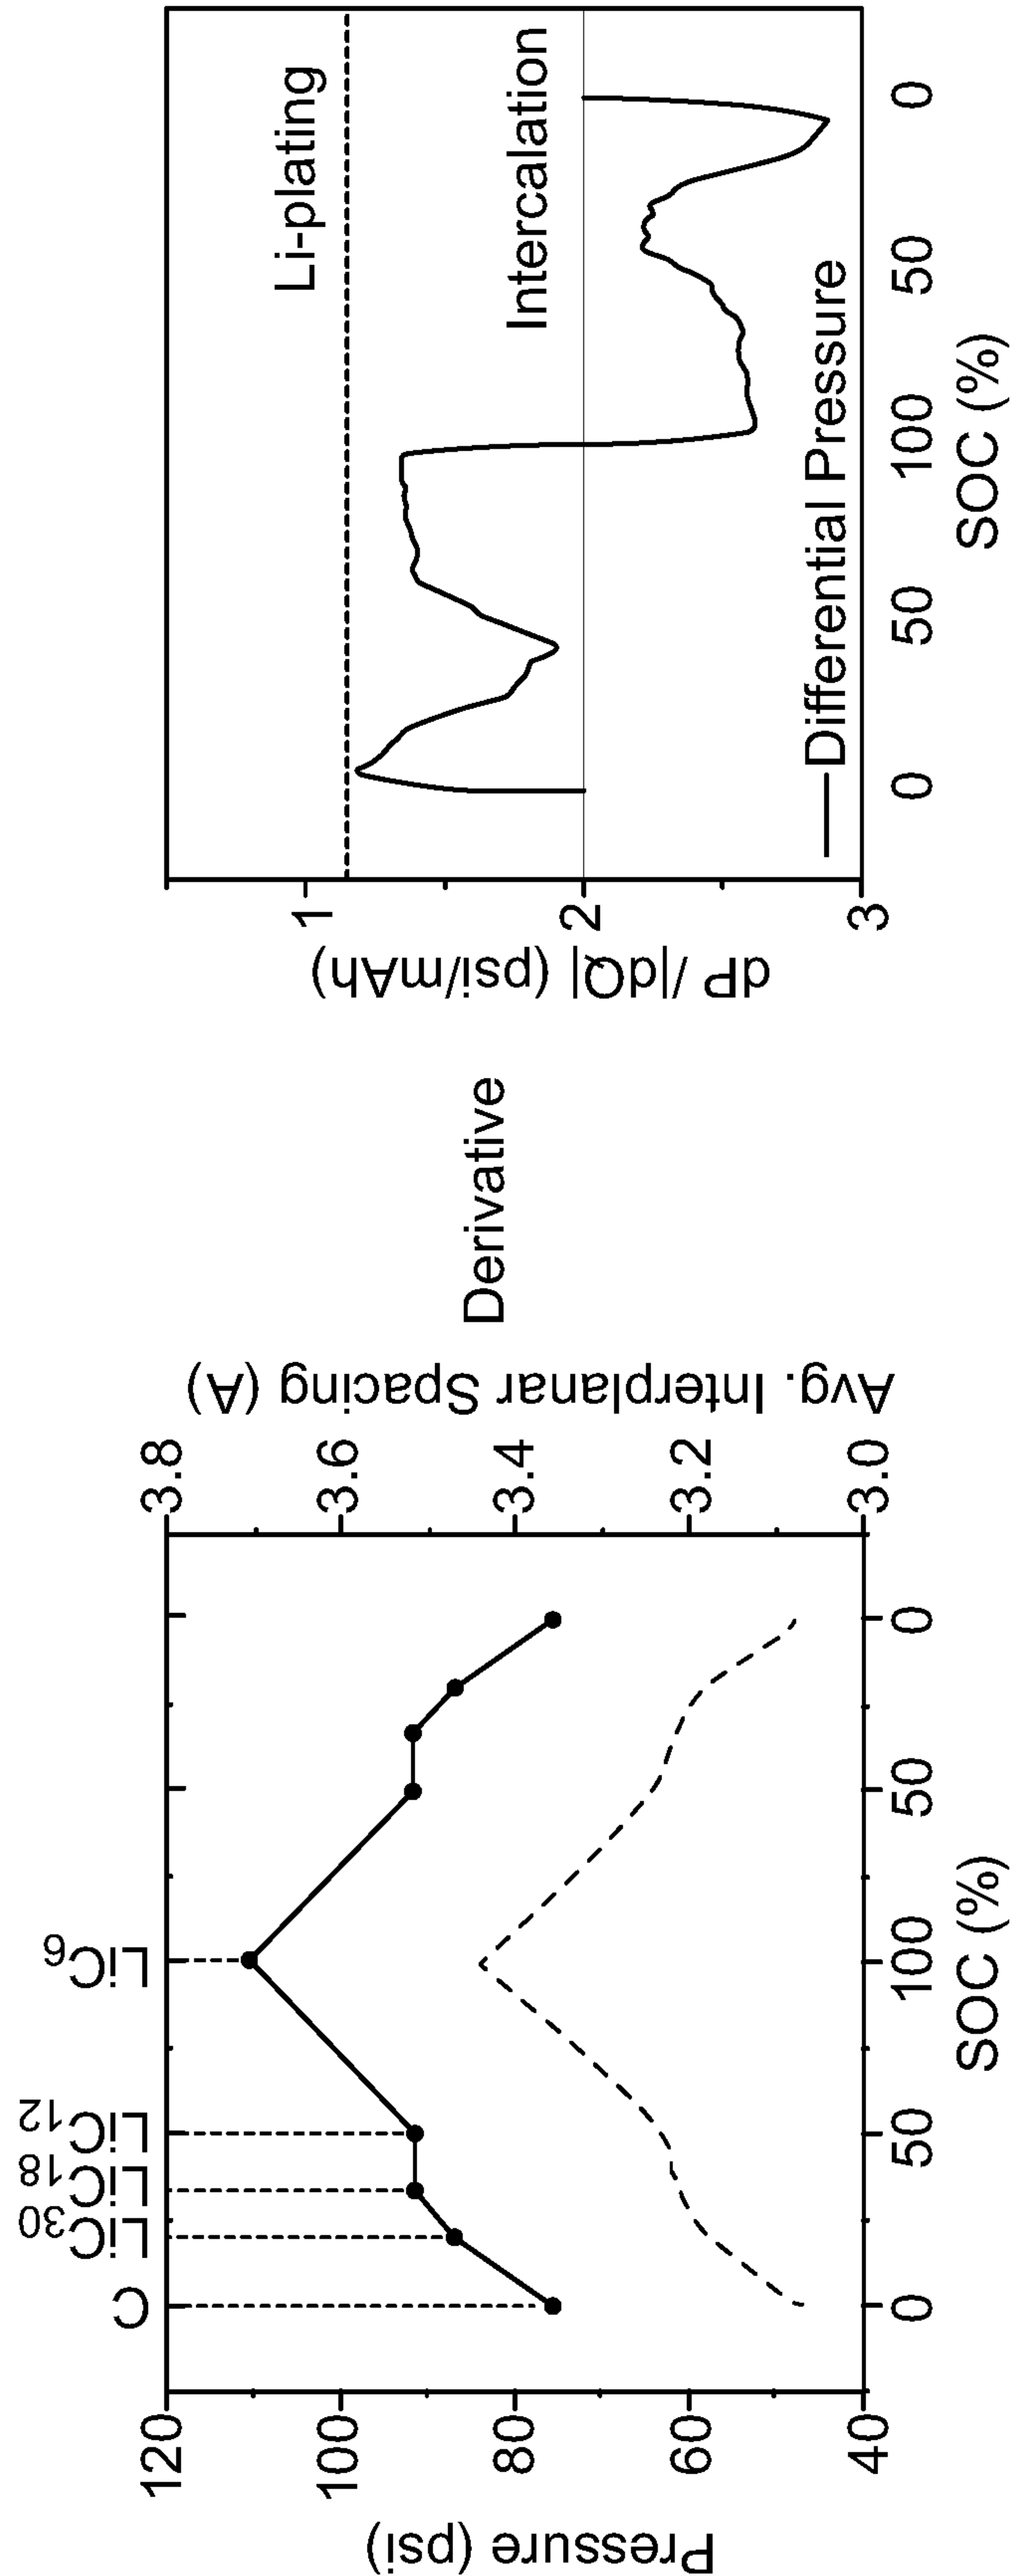 C
LiC30
LiC18
LiC12
LiC6
120
100
80
60
40
Pressure (psi)
3.8
3.6
3.4
3.2
3.0
Avg. Interplanar Spacing (A)
0
50
100
50
0
SOC (%)
Derivative
1
2
3
dP/|dQ| (psi/mAh)
Li-plating
Intercalation
Differential Pressure
0
50
100
50
0
SOC (%)